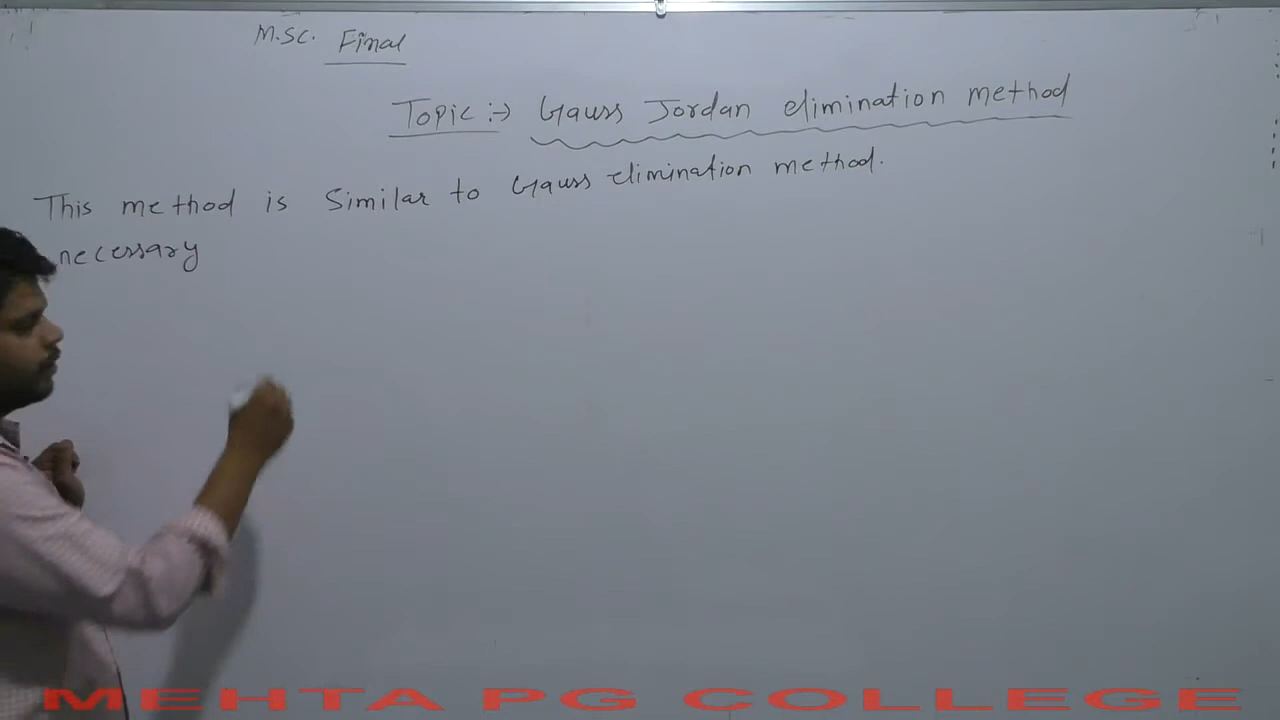 M.SC. Final
Topic :→ Gauss Jordan elimination method
This method is Similar to Gauss elimination method.
necessary
MEHTA PG COLLEGE